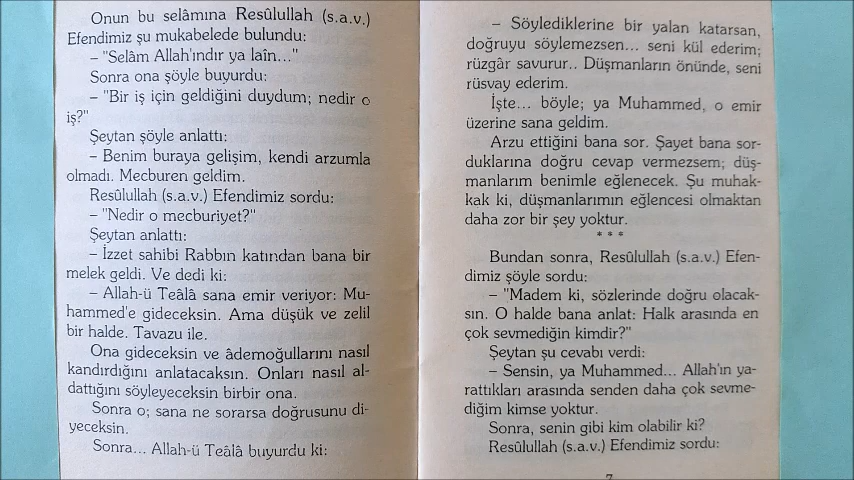 Onun bu selâmına Resûlullah (s.a.v.)
Efendimiz şu mukabelede bulundu:
– "Selâm Allah'ındır ya laîn..."
Sonra ona şöyle buyurdu:
– "Bir iş için geldiğini duydum; nedir o
iş?"
Şeytan şöyle anlattı:
– Benim buraya gelişim, kendi arzumla
olmadı. Mecburen geldim.
Resûlullah (s.a.v.) Efendimiz sordu:
– "Nedir o mecburiyet?"
Şeytan anlattı:
– İzzet sahibi Rabbın katından bana bir
melek geldi. Ve dedi ki:
– Allah-ü Teâlâ sana emir veriyor: Mu-
hammed'e gideceksin. Ama düşük ve zelil
bir halde. Tavazu ile.
Ona gideceksin ve âdemoğullarını nasıl
kandırdığını anlatacaksın. Onları nasıl al-
dattığını söyleyeceksin birbir ona.
Sonra o; sana ne sorarsa doğrusunu di-
yeceksin.
Sonra... Allah-ü Teâlâ buyurdu ki:
– Söylediklerine bir yalan katarsan,
doğruyu söylemezsen... seni kül ederim;
rüzgâr savurur.. Düşmanların önünde, seni
rüsvay ederim.
İşte... böyle; ya Muhammed, o emir
üzerine sana geldim.
Arzu ettiğini bana sor. Şayet bana sor-
duklarına doğru cevap vermezsem; düş-
manlarım benimle eğlenecek. Şu muhak-
kak ki, düşmanlarımın eğlencesi olmaktan
daha zor bir şey yoktur.
* * *
Bundan sonra, Resûlullah (s.a.v.) Efen-
dimiz şöyle sordu:
– "Madem ki, sözlerinde doğru olacak-
sın. O halde bana anlat: Halk arasında en
çok sevmediğin kimdir?"
Şeytan şu cevabı verdi:
– Sensin, ya Muhammed... Allah'ın ya-
rattıkları arasında senden daha çok sevme-
diğim kimse yoktur.
Sonra, senin gibi kim olabilir ki?
Resûlullah (s.a.v.) Efendimiz sordu: